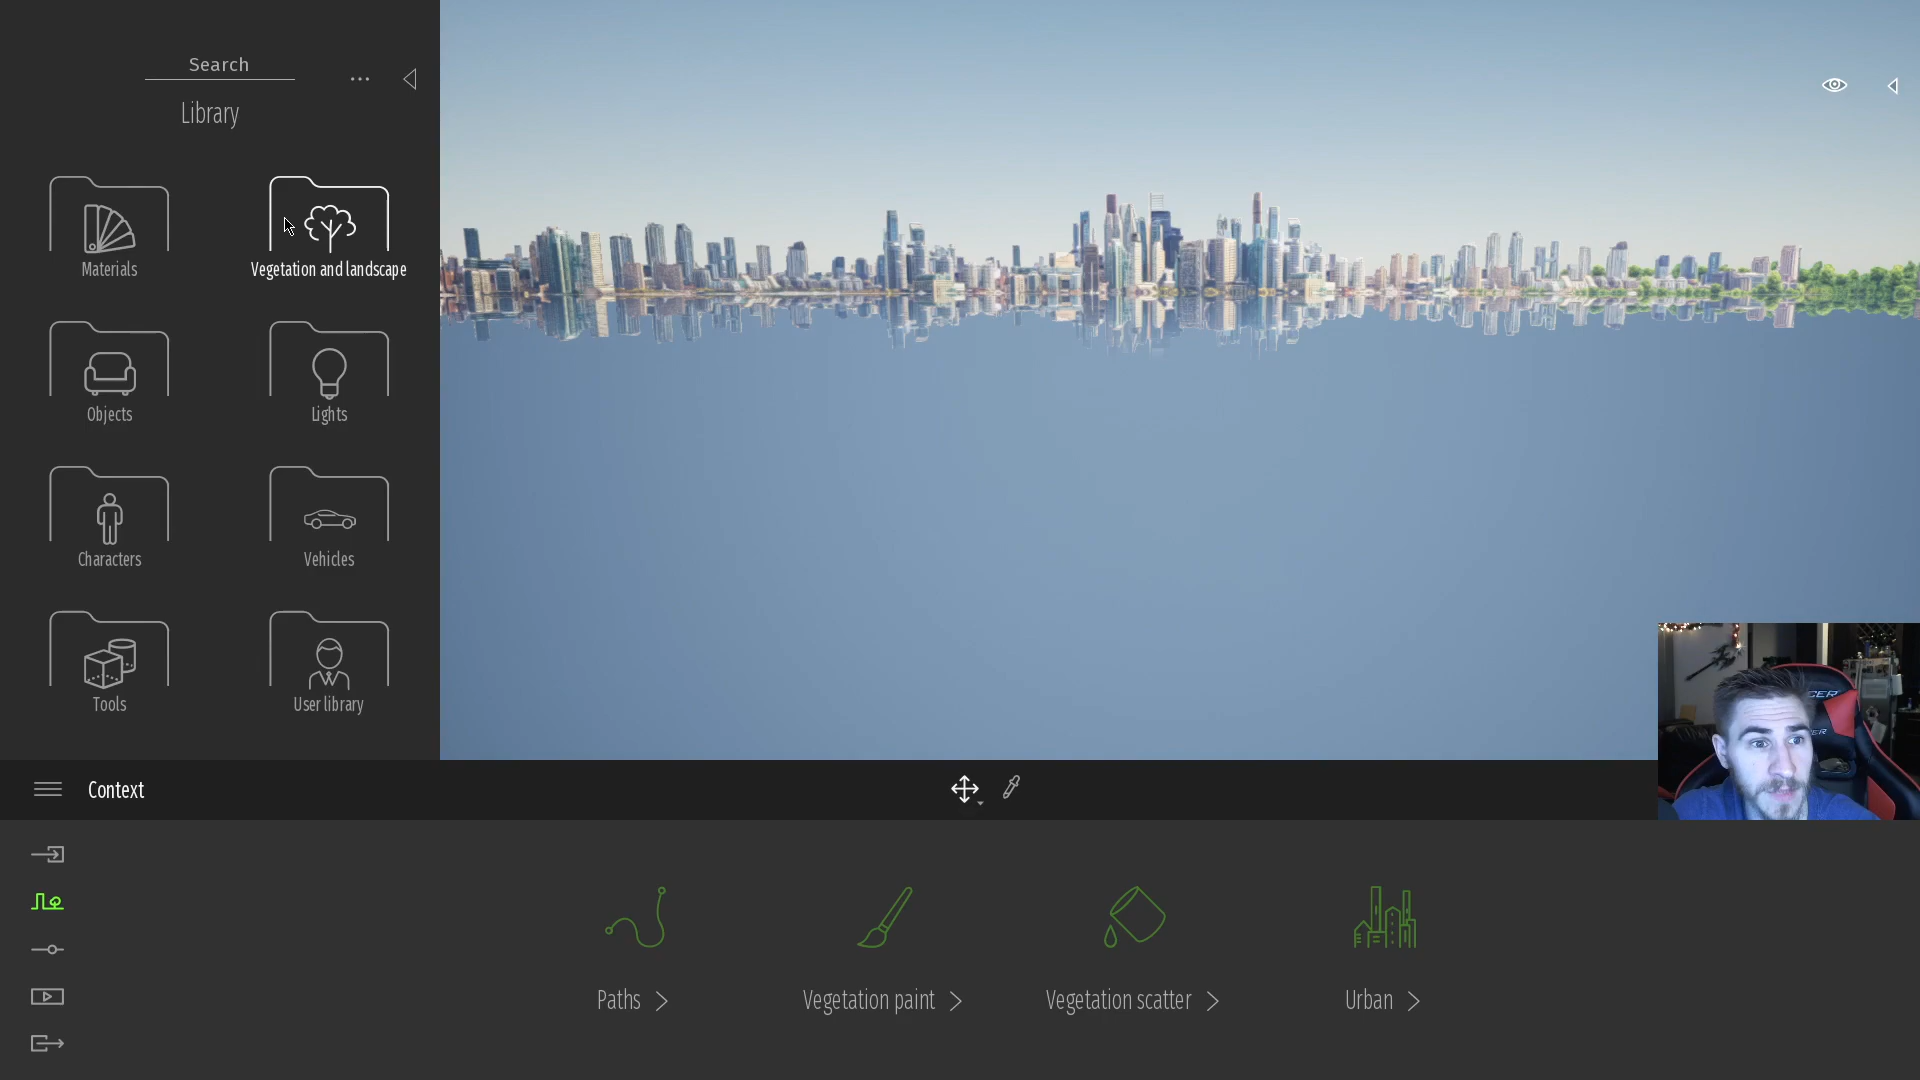 Search
...
Library
Materials
Vegetation and landscape
Objects
Lights
Characters
Vehicles
Tools
User library
Context
Paths
Vegetation paint
Vegetation scatter
Urban